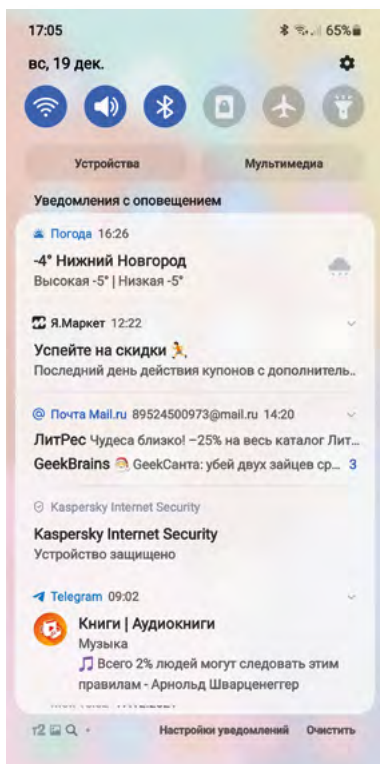 17:05 65%
вс, 19 дек.
Устройства Мультимедиа
Уведомления с оповещением
Погода 16:26
-4° Нижний Новгород
Высокая -5° | Низкая -5°
Я.Маркет 12:22
Успейте на скидки
Последний день действия купонов с дополнитель..
Почта Mail.ru 89524500973@mail.ru 14:20
ЛитРес Чудеса близко! –25% на весь каталог Лит...
GeekBrains GeekСанта: убей двух зайцев ср... 3
Kaspersky Internet Security
Kaspersky Internet Security
Устройство защищено
Telegram 09:02
Книги | Аудиокниги
Музыка
Всего 2% людей могут следовать этим
правилам - Арнольд Шварценеггер
т2 Настройки уведомлений Очистить